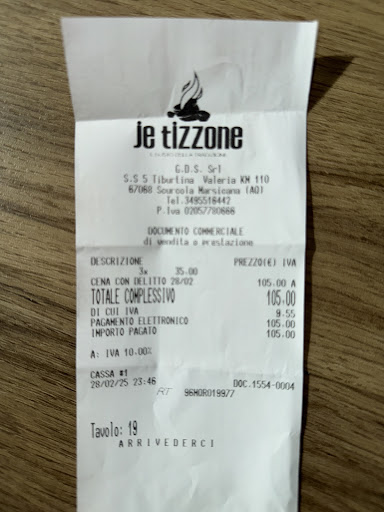 je tizzone
G.D.S. Srl
S.S 5 Tiburtina Valeria KM 110
67068 Scurcola Marsicana (AQ)
Tel.3495516442
P.Iva 02057780666
DOCUMENTO COMMERCIALE
di vendita o prestazione
DESCRIZIONE PREZZO(€) IVA
3x 35.00
CENA CON DELITTO 28/02 105.00 A
TOTALE COMPLESSIVO 105,00
DI CUI IVA 9.55
PAGAMENTO ELETTRONICO 105.00
IMPORTO PAGATO 105.00
A: IVA 10.00%
CASSA #1
28/02/25 23:46 DOC.1554-0004
RT 96MOR019977
Tavolo: 19
ARRIVEDERCI